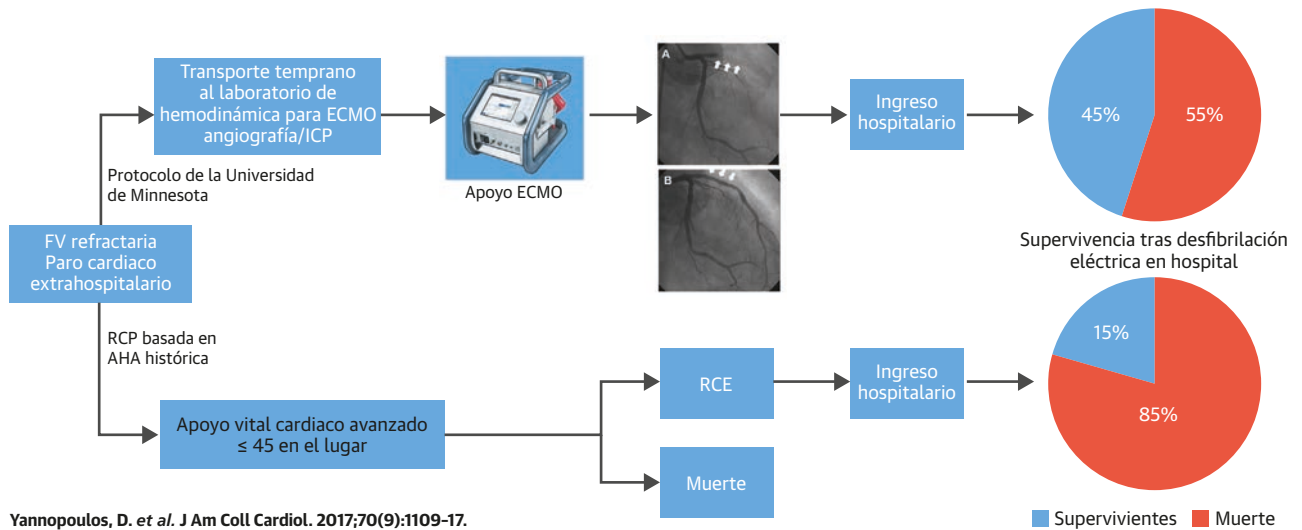 Transporte temprano
al laboratorio de
hemodinámica para ECMO
angiografía/ICP
Protocolo de la Universidad
de Minnesota
Apoyo ECMO
A
B
Ingreso
hospitalario
45%
55%
Supervivencia tras desfibrilación
eléctrica en hospital
FV refractaria
Paro cardiaco
extrahospitalario
RCP basada en
AHA histórica
Apoyo vital cardiaco avanzado
≤ 45 en el lugar
RCE
Muerte
Ingreso
hospitalario
15%
85%
Supervivientes
Muerte
Yannopoulos, D. et al. J Am Coll Cardiol. 2017;70(9):1109-17.